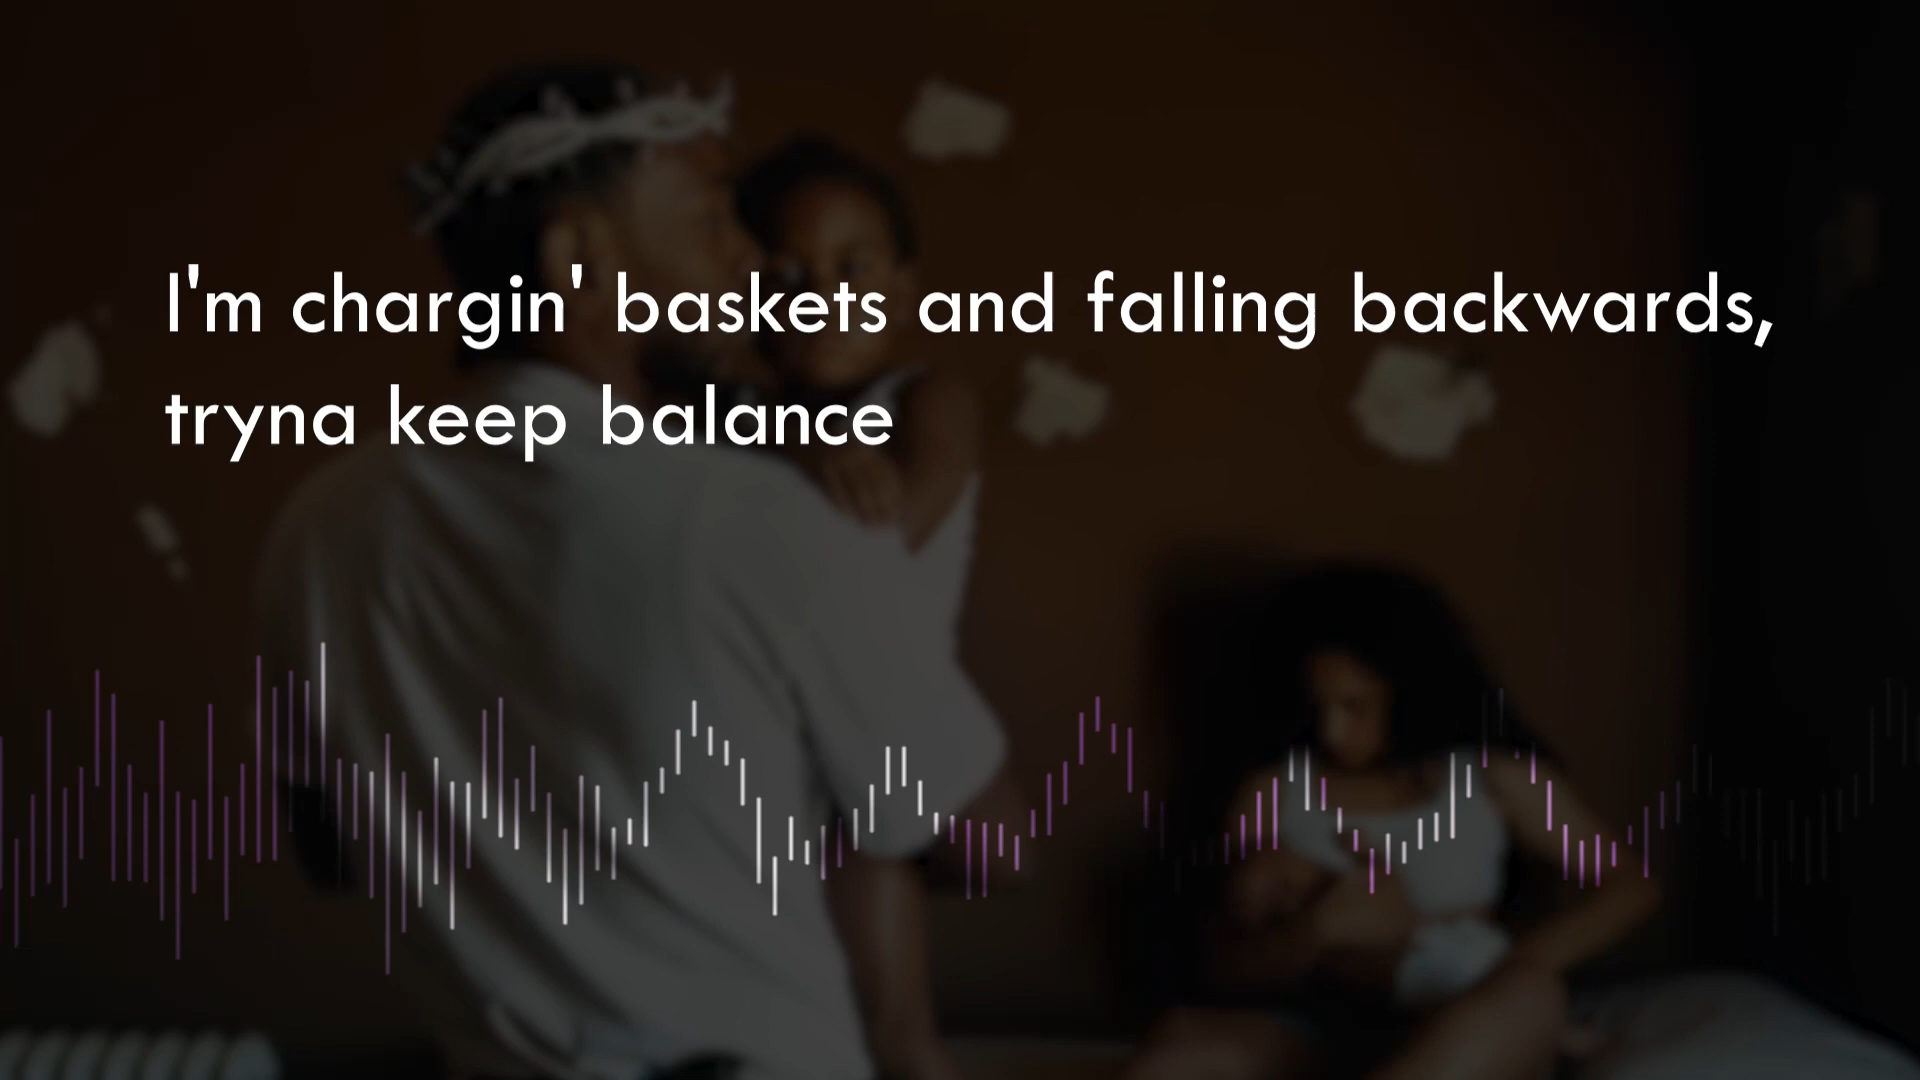 I'm chargin' baskets and falling backwards,
tryna keep balance